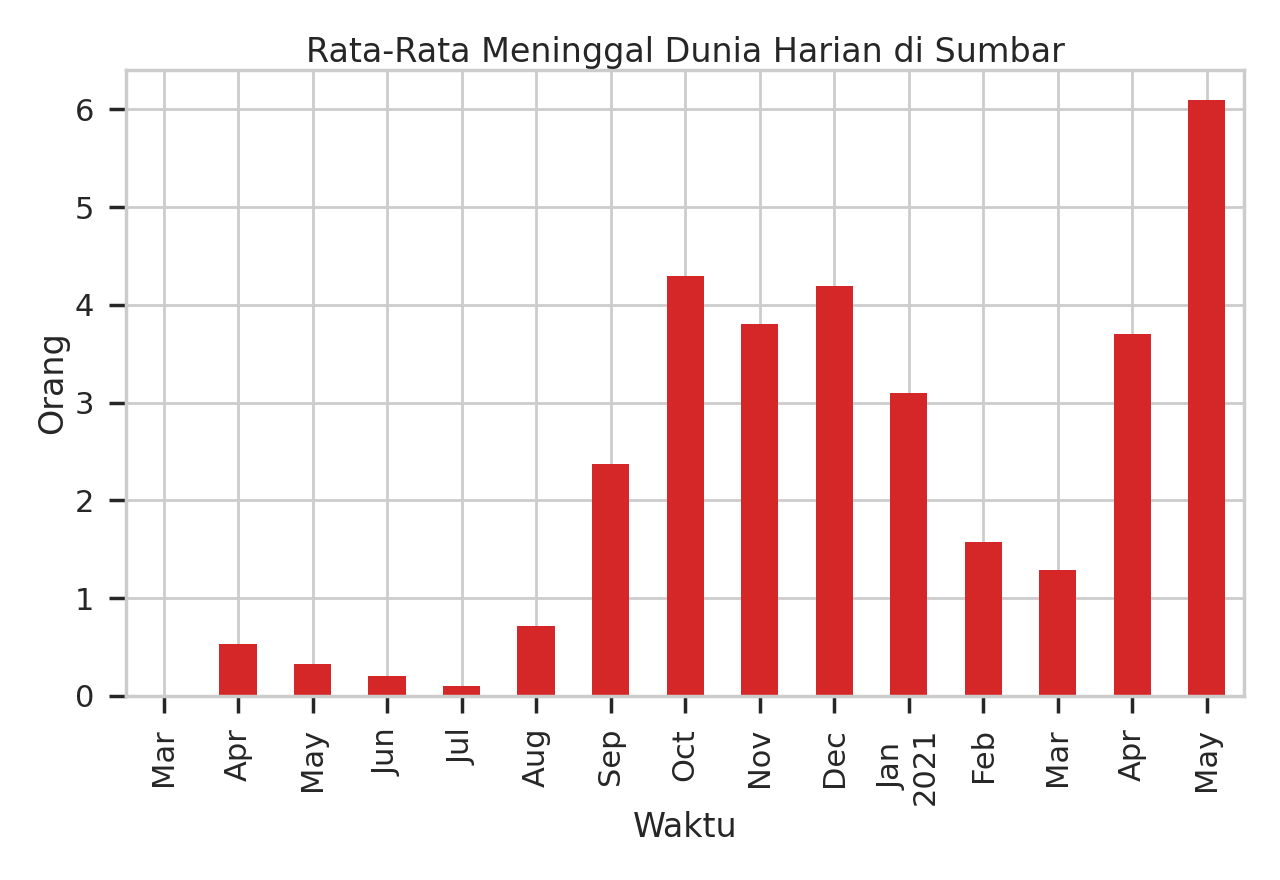 Rata-Rata Meninggal Dunia Harian di Sumbar
6
5
4
3
2
1
0
Orang
Mar
Apr
May
Jun
Jul
Aug
Sep
Oct
Nov
Dec
Jan
2021
Feb
Mar
Apr
May
Waktu